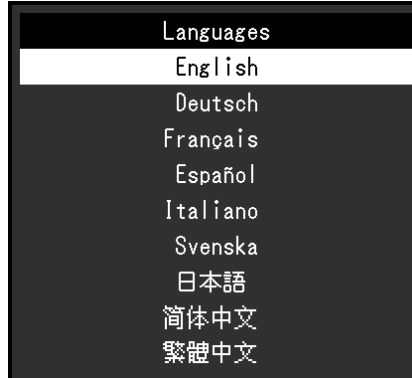 Languages
English
Deutsch
Français
Español
Italiano
Svenska
日本語
简体中文
繁體中文